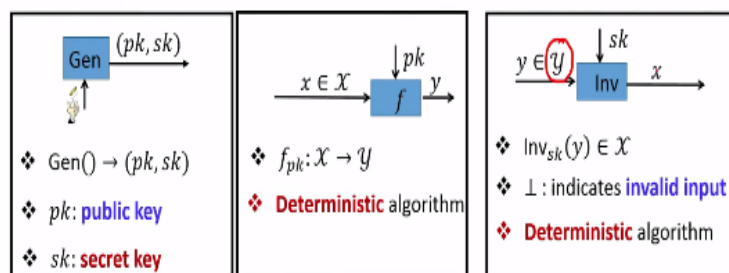 Gen
(pk, sk)
❖ Gen() → (pk, sk)
❖ pk: public key
❖ sk: secret key
pk
x ∈ 𝒳
f
y
❖ f_pk: 𝒳 → 𝒴
❖ Deterministic algorithm
sk
y ∈ 𝒴
Inv
x
❖ Inv_sk(y) ∈ 𝒳
❖ ⊥ : indicates invalid input
❖ Deterministic algorithm